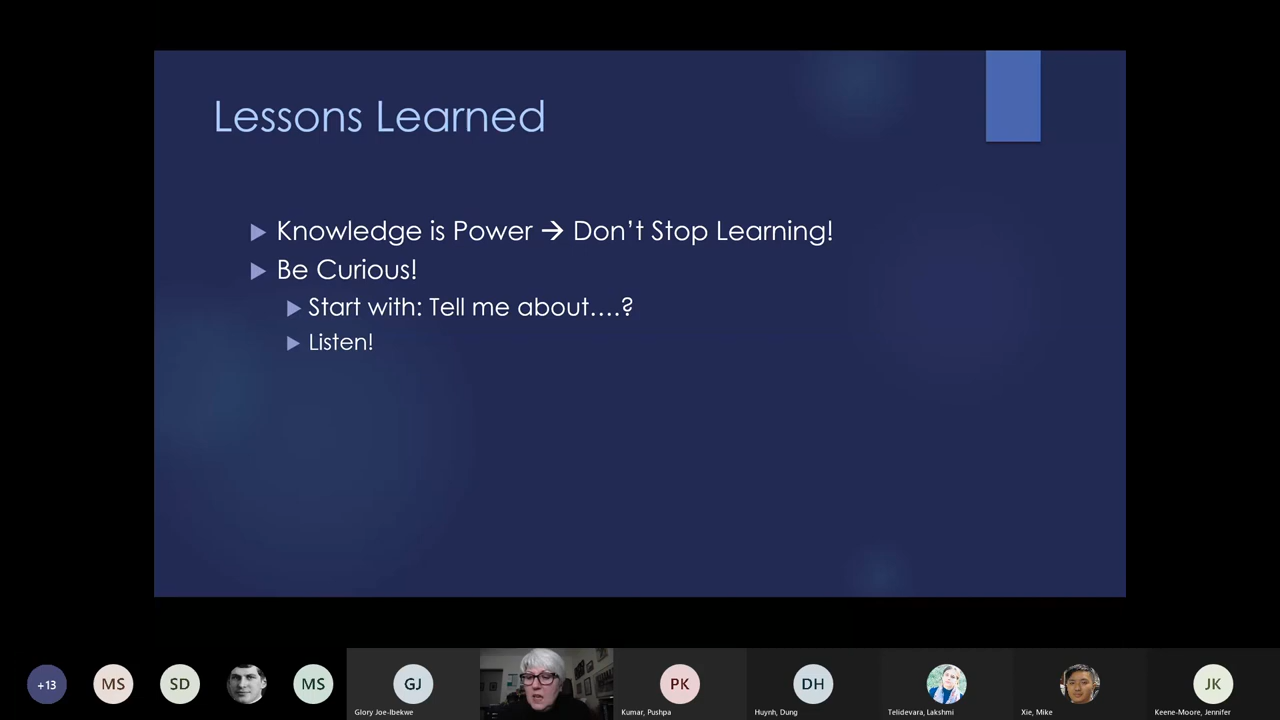 Lessons Learned
Knowledge is Power → Don't Stop Learning!
Be Curious!
Start with: Tell me about....?
Listen!
+13
MS
SD
MS
GJ
PK
DH
JK
Glory Joe-Ibekwe
Kumar, Pushpa
Huynh, Dung
Telidevara, Lakshmi
Xie, Mike
Keene-Moore, Jennifer